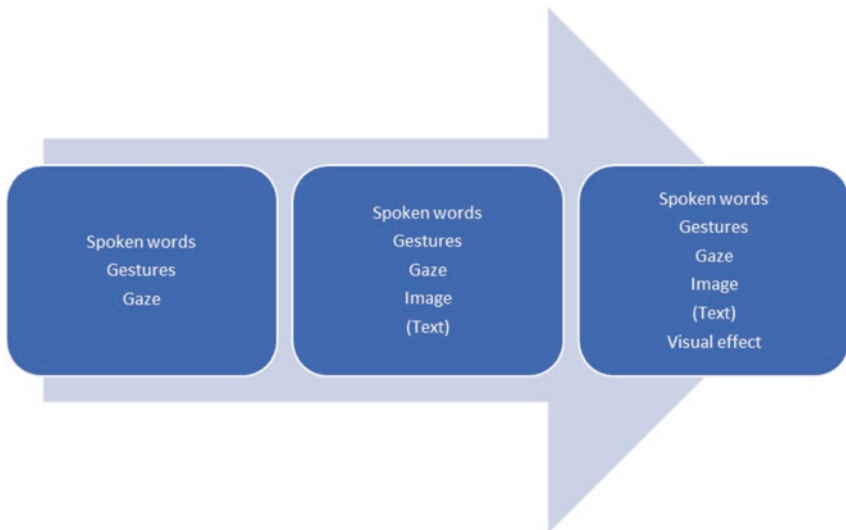 Spoken words
Gestures
Gaze
Spoken words
Gestures
Gaze
Image
(Text)
Spoken words
Gestures
Gaze
Image
(Text)
Visual effect